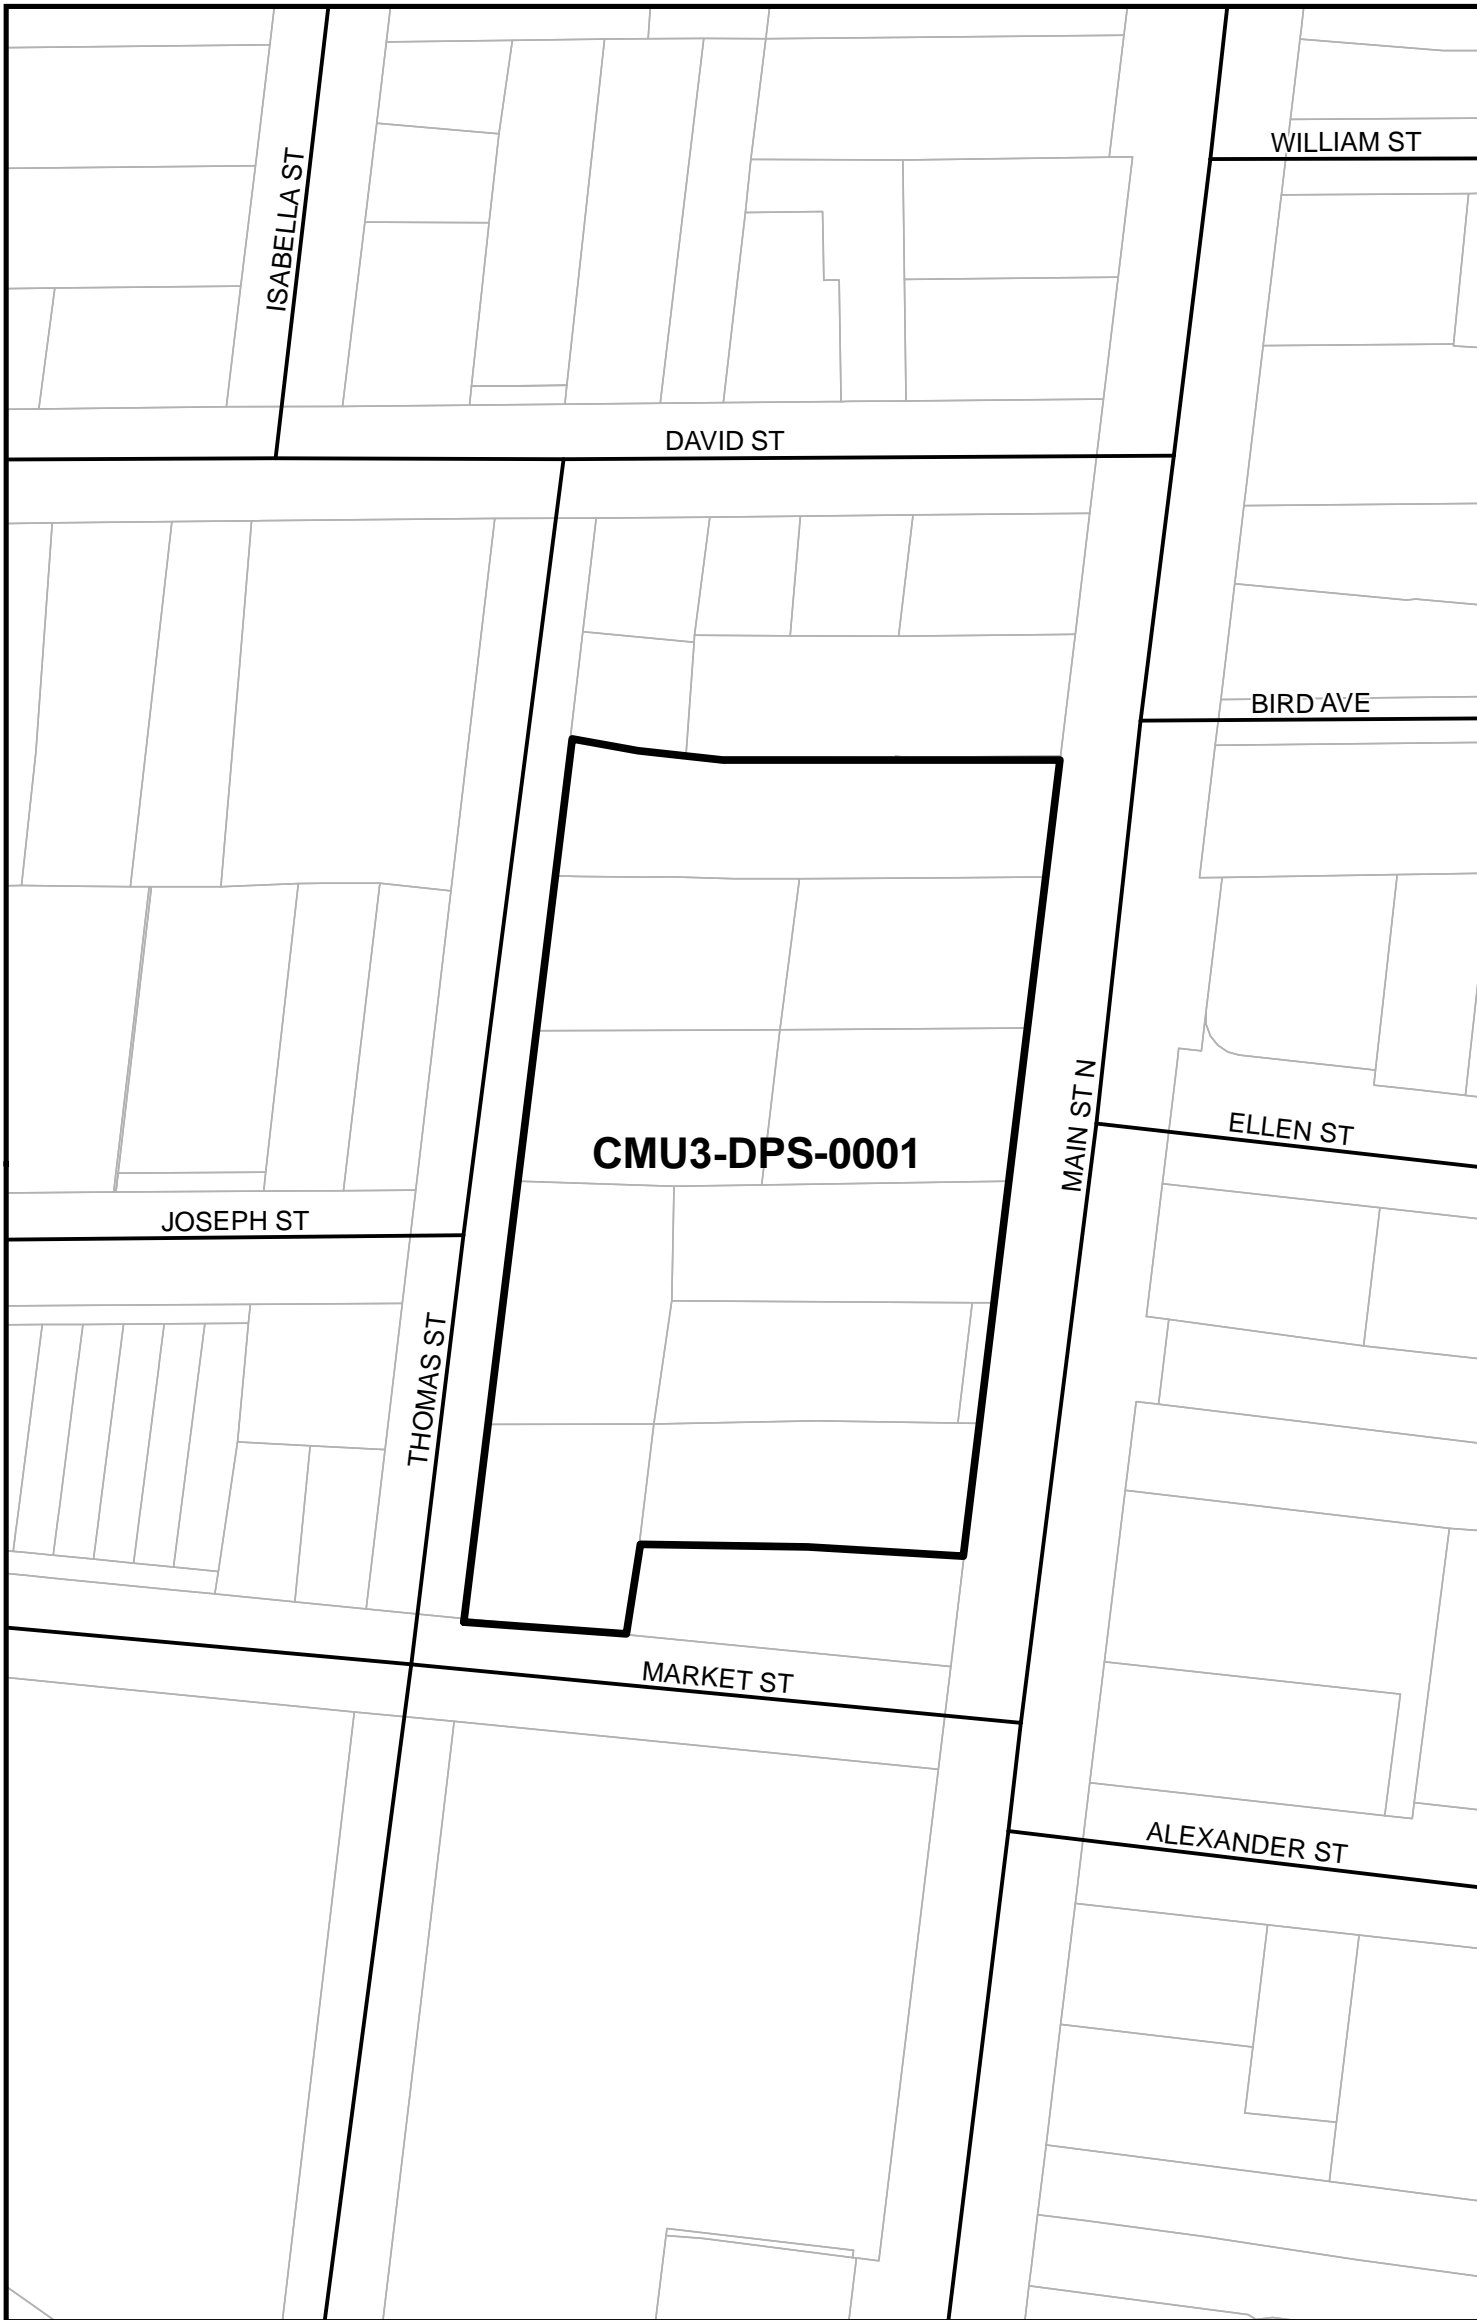 WILLIAM ST
ISABELLA ST
DAVID ST
BIRD AVE
MAIN ST N
ELLEN ST
CMU3-DPS-0001
JOSEPH ST
THOMAS ST
MARKET ST
ALEXANDER ST